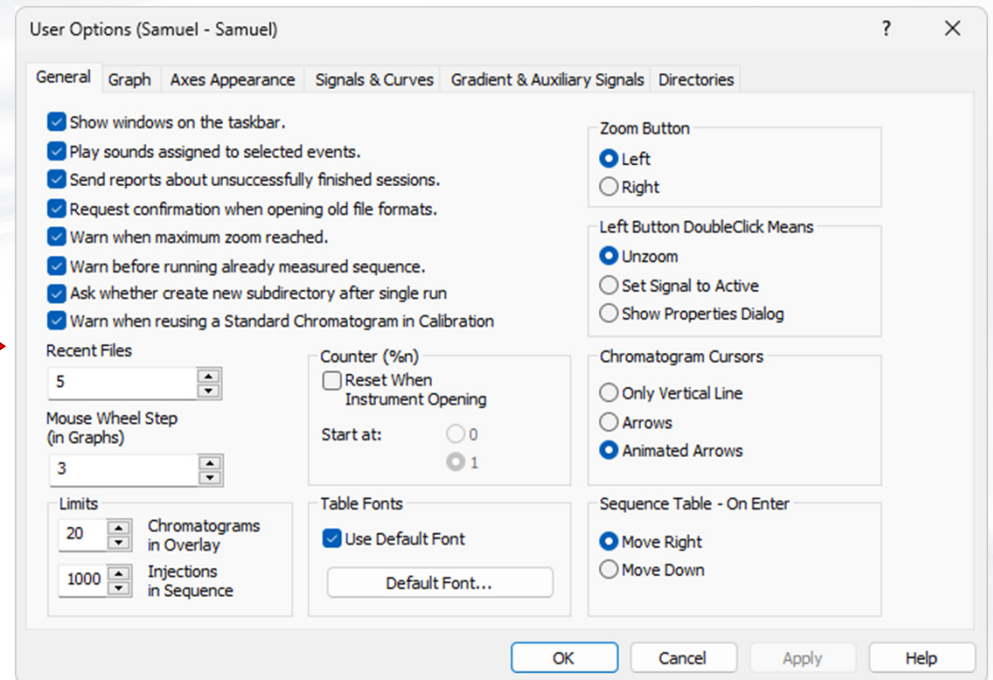 User Options (Samuel - Samuel)
?
General Graph Axes Appearance Signals & Curves Gradient & Auxiliary Signals Directories
Show windows on the taskbar.
Play sounds assigned to selected events.
Send reports about unsuccessfully finished sessions.
Request confirmation when opening old file formats.
Warn when maximum zoom reached.
Warn before running already measured sequence.
Ask whether create new subdirectory after single run
Warn when reusing a Standard Chromatogram in Calibration
Zoom Button
Left
Right
Left Button DoubleClick Means
Unzoom
Set Signal to Active
Show Properties Dialog
Recent Files
5
Mouse Wheel Step
(in Graphs)
3
Counter (%n)
Reset When
Instrument Opening
Start at:
0
1
Chromatogram Cursors
Only Vertical Line
Arrows
Animated Arrows
Limits
20
Chromatograms
in Overlay
1000
Injections
in Sequence
Table Fonts
Use Default Font
Default Font...
Sequence Table - On Enter
Move Right
Move Down
OK
Cancel
Apply
Help